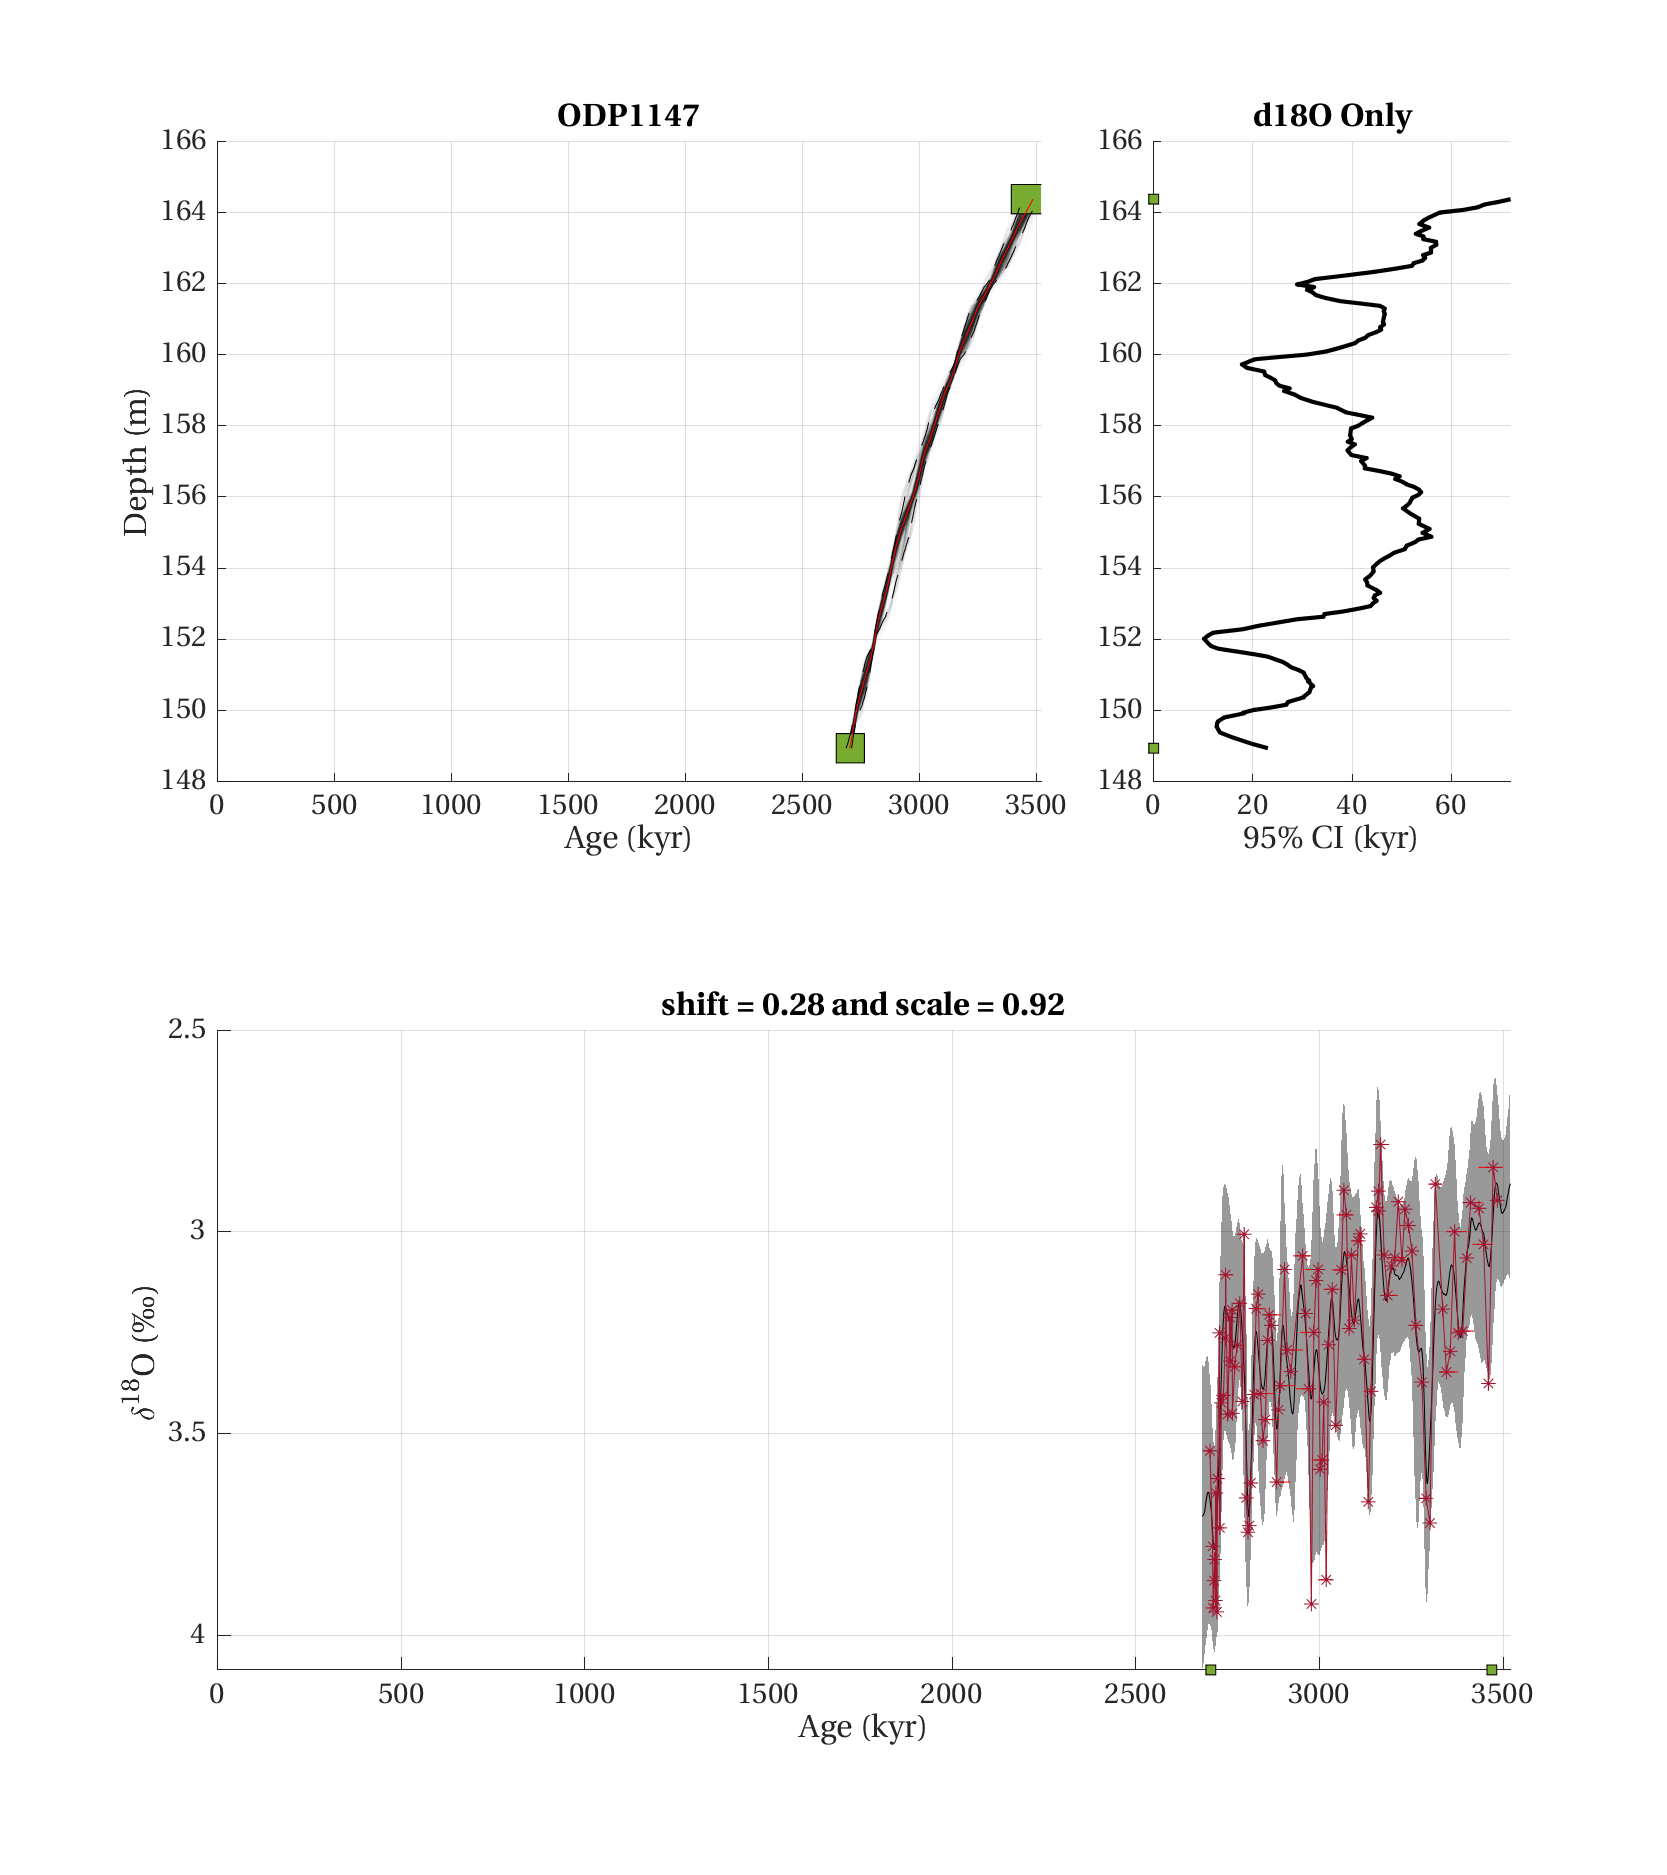 ODP1147
d18O Only
166
164
162
160
158
156
154
152
150
148
Depth (m)
0 500 1000 1500 2000 2500 3000 3500
Age (kyr)
166
164
162
160
158
156
154
152
150
148
0 20 40 60
95% CI (kyr)
shift = 0.28 and scale = 0.92
2.5
3
3.5
4
δ¹⁸O (‰)
0 500 1000 1500 2000 2500 3000 3500
Age (kyr)